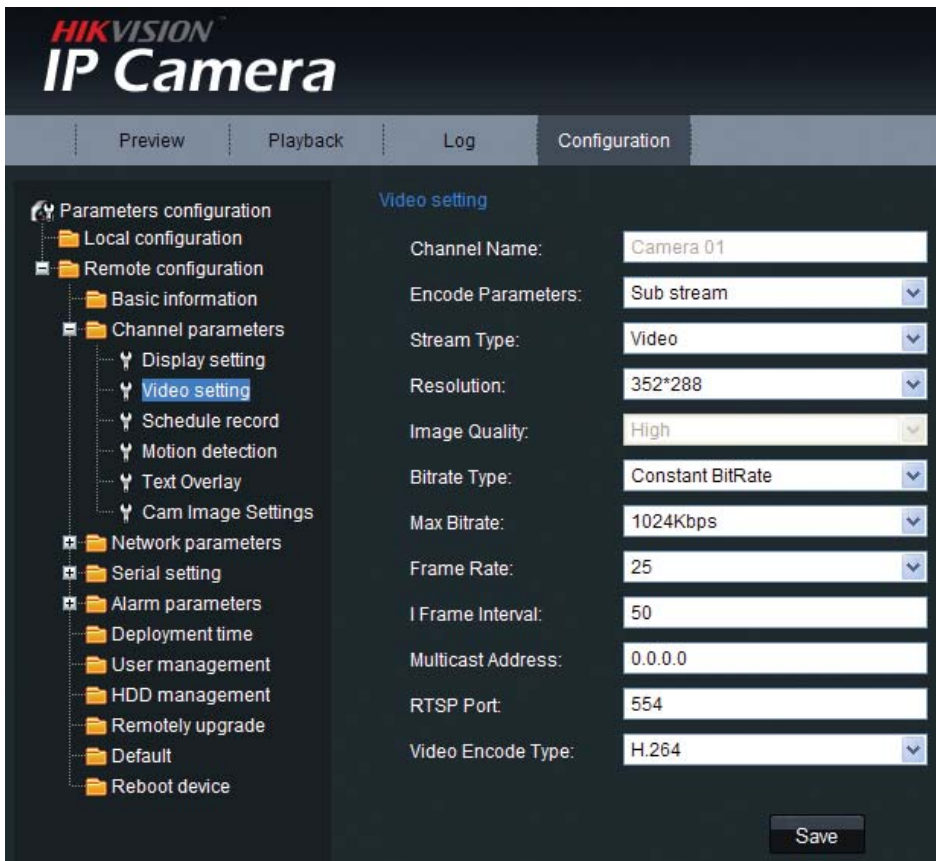 HIKVISION
IP Camera
Preview Playback Log Configuration
Parameters configuration
Local configuration
Remote configuration
Basic information
Channel parameters
Display setting
Video setting
Schedule record
Motion detection
Text Overlay
Cam Image Settings
Network parameters
Serial setting
Alarm parameters
Deployment time
User management
HDD management
Remotely upgrade
Default
Reboot device
Video setting
Channel Name: Camera 01
Encode Parameters: Sub stream
Stream Type: Video
Resolution: 352*288
Image Quality: High
Bitrate Type: Constant BitRate
Max Bitrate: 1024Kbps
Frame Rate: 25
I Frame Interval: 50
Multicast Address: 0.0.0.0
RTSP Port: 554
Video Encode Type: H.264
Save